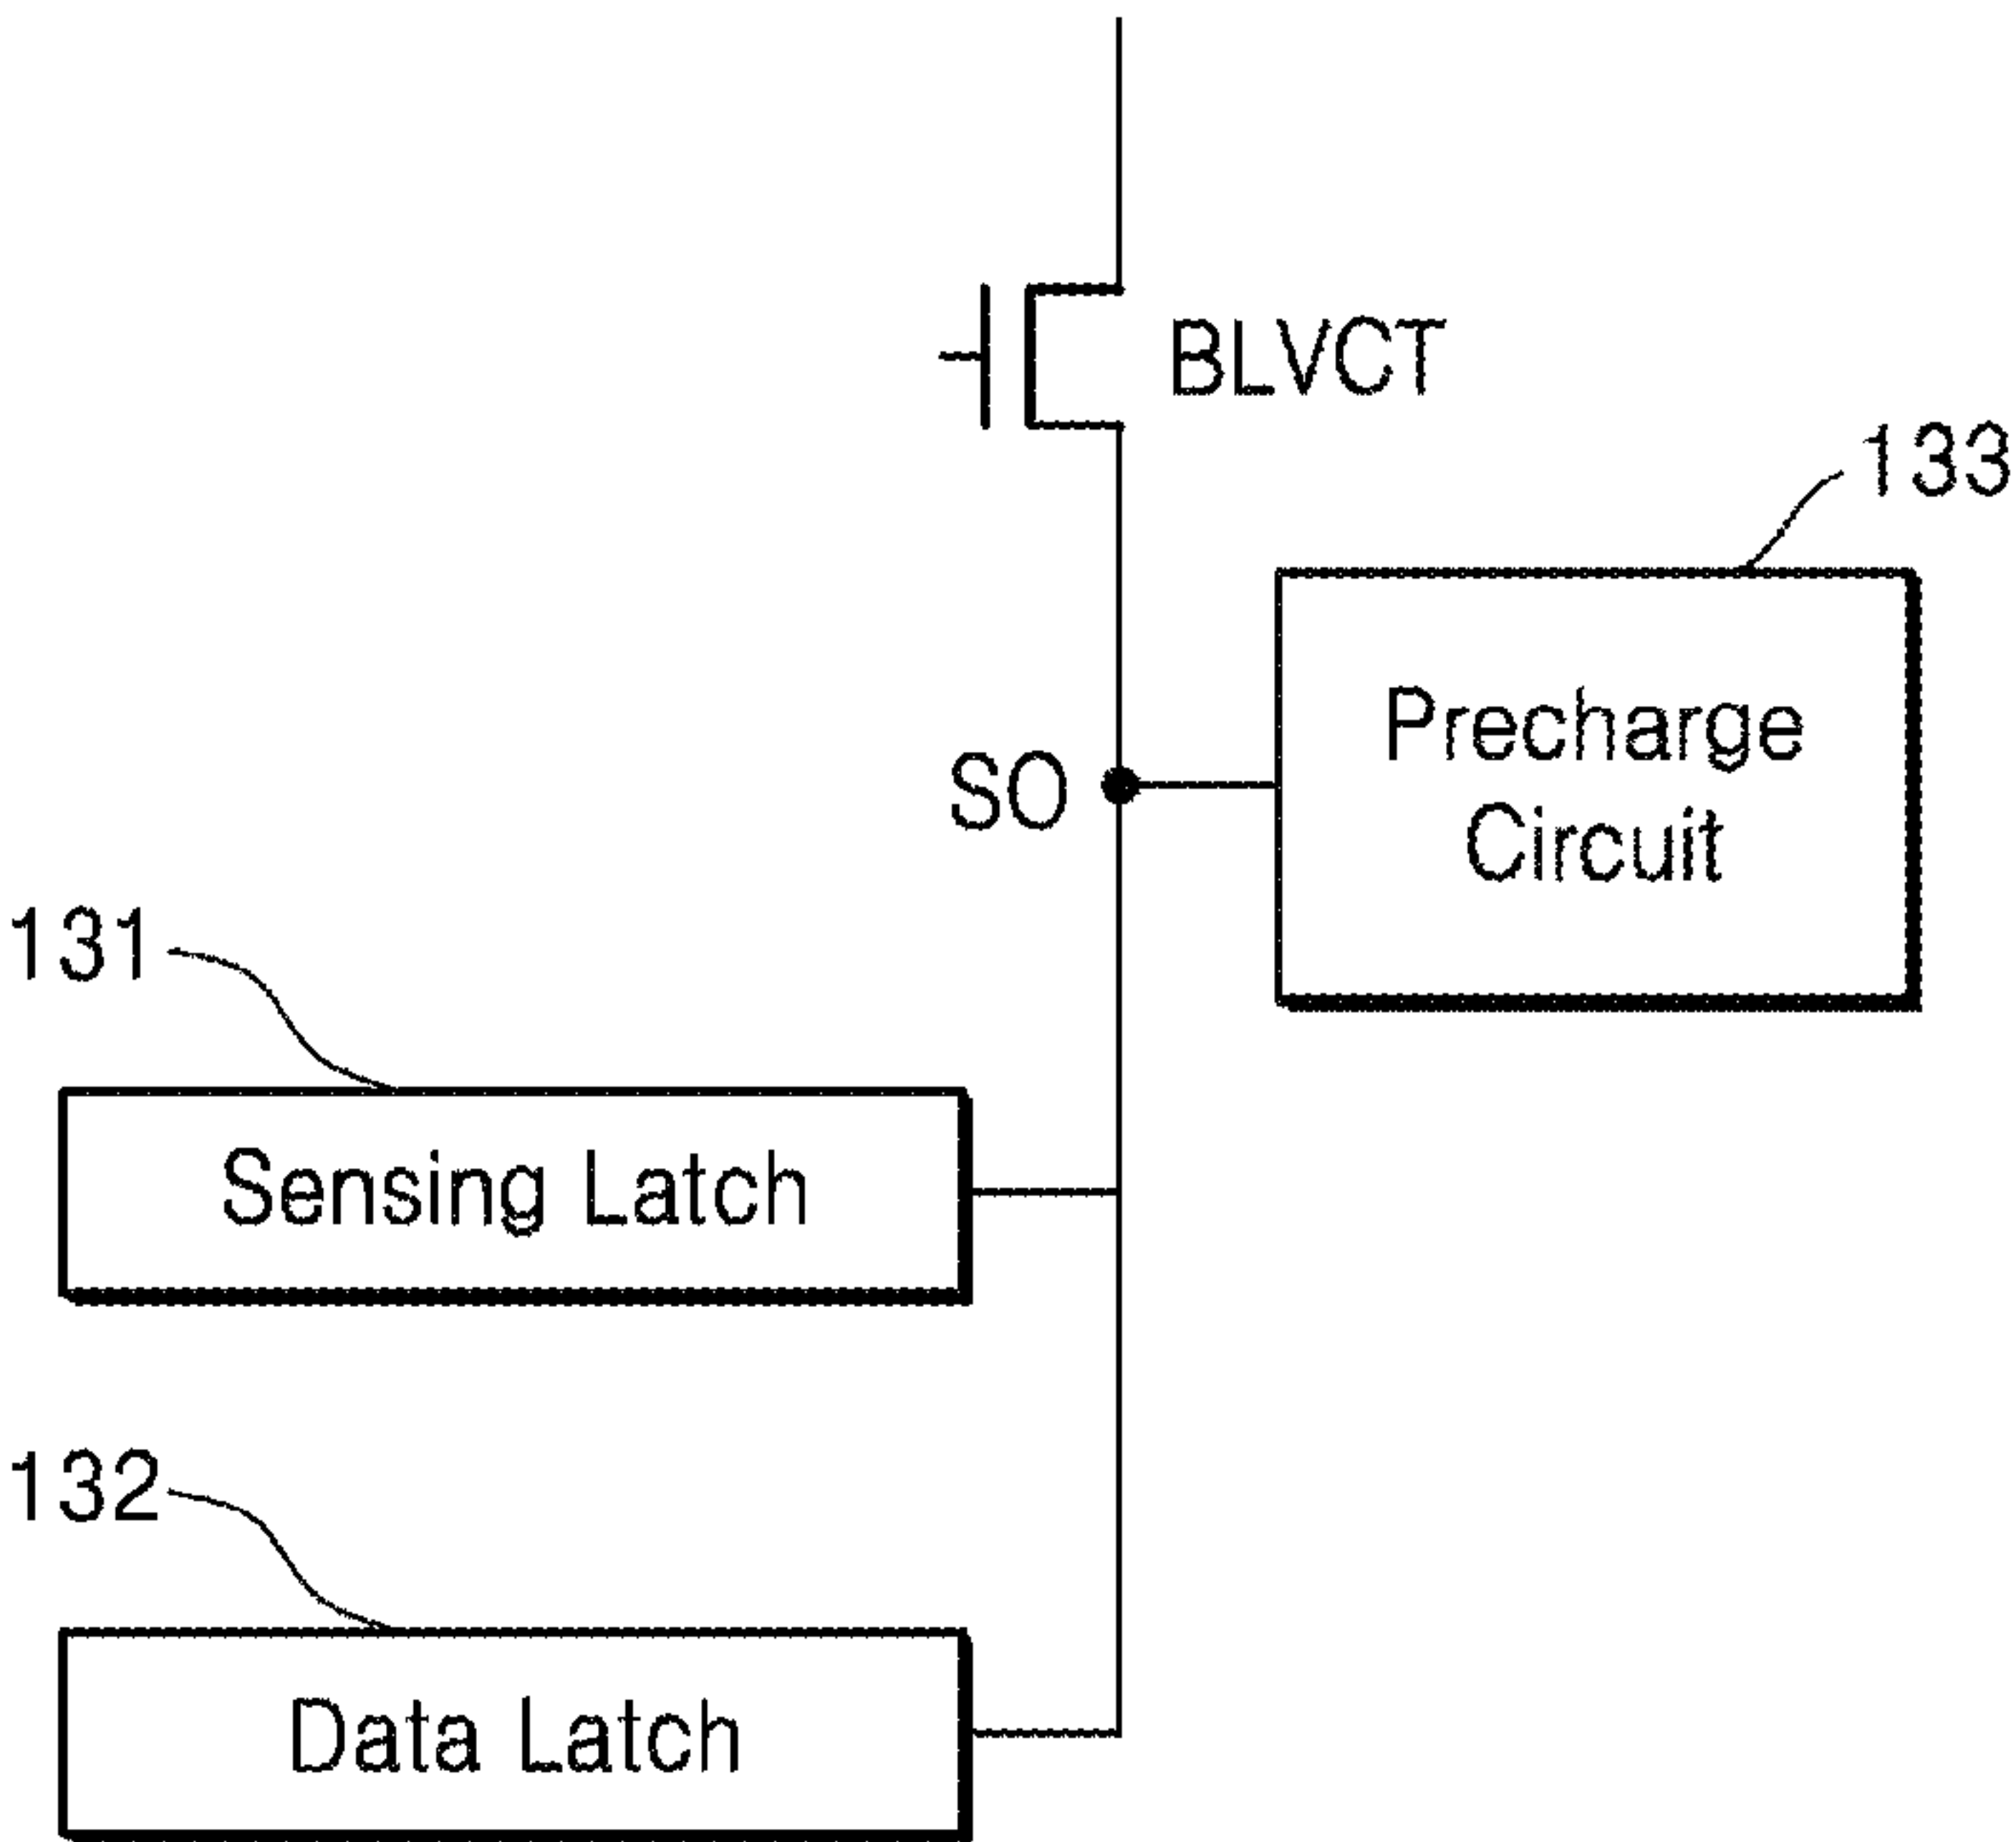 BLVCT
133
Precharge
Circuit
SO
131
Sensing Latch
132
Data Latch